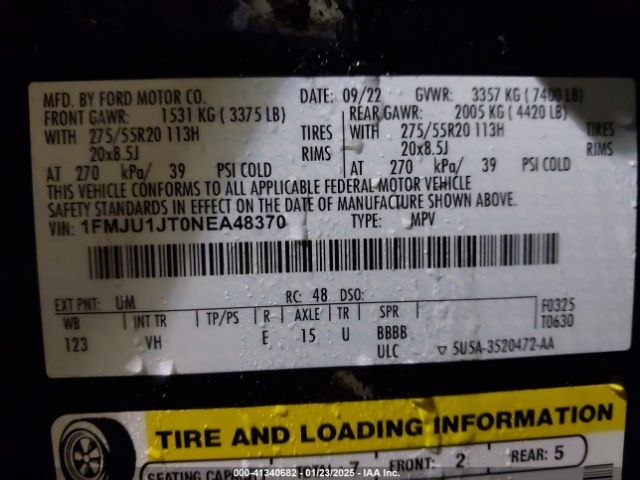 MFD. BY FORD MOTOR CO. DATE: 09/22 GVWR: 3357 KG ( 7400 LB)
FRONT GAWR: 1531 KG ( 3375 LB) REAR GAWR: 2005 KG ( 4420 LB)
WITH 275/55R20 113H TIRES WITH 275/55R20 113H TIRES
20x8.5J RIMS 20x8.5J RIMS
AT 270 kPa/ 39 PSI COLD AT 270 kPa/ 39 PSI COLD
THIS VEHICLE CONFORMS TO ALL APPLICABLE FEDERAL MOTOR VEHICLE
SAFETY STANDARDS IN EFFECT ON THE DATE OF MANUFACTURE SHOWN ABOVE.
VIN: 1FMJU1JT0NEA48370 TYPE: MPV
EXT PNT: UM RC: 48 DSO:
WB INT TR TP/PS R AXLE TR SPR F0325
T0630
123 VH E 15 U BBBB
ULC ▽ 5U5A-3520472-AA
TIRE AND LOADING INFORMATION
SEATING CAPACITY TOTAL 7 FRONT: 2 REAR: 5
000-41340682 - 01/23/2025 - IAA Inc.